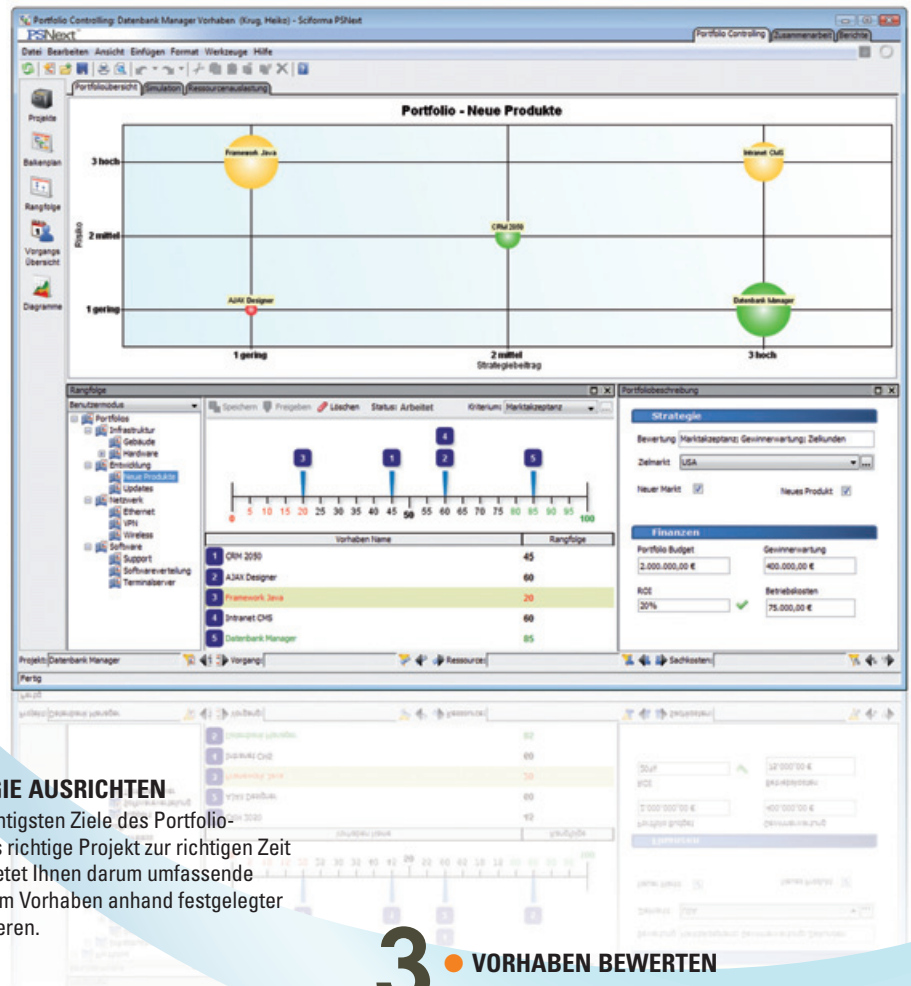 Portfolio Controlling: Datenbank Manager Vorhaben (Krug, Heiko) - Sciforma PSNext
PSNext
Portfolio Controlling Zusammenarbeit Berichte
Datei Bearbeiten Ansicht Einfügen Format Werkzeuge Hilfe
Portfolioübersicht Simulation Ressourcenauslastung
Projekte
Balkenplan
Rangfolge
Vorgangs
Übersicht
Diagramme
Portfolio - Neue Produkte
Framework Java
Intranet CMS
3 hoch
CRM 2050
2 mittel
Risiko
AJAX Designer
Datenbank Manager
1 gering
1 gering 2 mittel 3 hoch
Strategiebeitrag
Rangfolge
Benutzermodus
Portfolios
Infrastruktur
Gebäude
Hardware
Entwicklung
Neue Produkte
Updates
Netzwerk
Ethernet
VPN
Wireless
Software
Support
Softwareverteilung
Terminalserver
Speichern Freigeben Löschen Status: Arbeitet Kriterium: Marktakzeptanz ...
4
3 1 2 5
0 5 10 15 20 25 30 35 40 45 50 55 60 65 70 75 80 85 90 95 100
Vorhaben Name Rangfolge
1 CRM 2050 45
2 AJAX Designer 60
3 Framework Java 20
4 Intranet CMS 60
5 Datenbank Manager 85
Portfoliobeschreibung
Strategie
Bewertung Marktakzeptanz; Gewinnerwartung; Zielkunden
Zielmarkt USA ...
Neuer Markt Neues Produkt
Finanzen
Portfolio Budget Gewinnerwartung
2.000.000,00 € 400.000,00 €
ROI Betriebskosten
20% 75.000,00 €
Projekt: Datenbank Manager Vorgang: Ressource: Sachkosten:
Fertig
GIE AUSRICHTEN
htigsten Ziele des Portfolio-
s richtige Projekt zur richtigen Zeit
etet Ihnen darum umfassende
m Vorhaben anhand festgelegter
eren.
3 • VORHABEN BEWERTEN